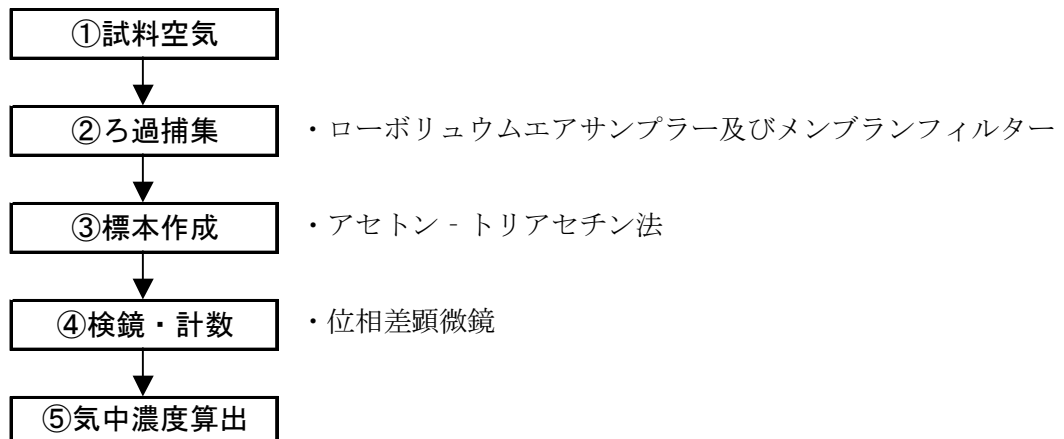 ①試料空気
②ろ過捕集 ・ローボリュウムエアサンプラー及びメンブランフィルター
③標本作成 ・アセトン‐トリアセチン法
④検鏡・計数 ・位相差顕微鏡
⑤気中濃度算出